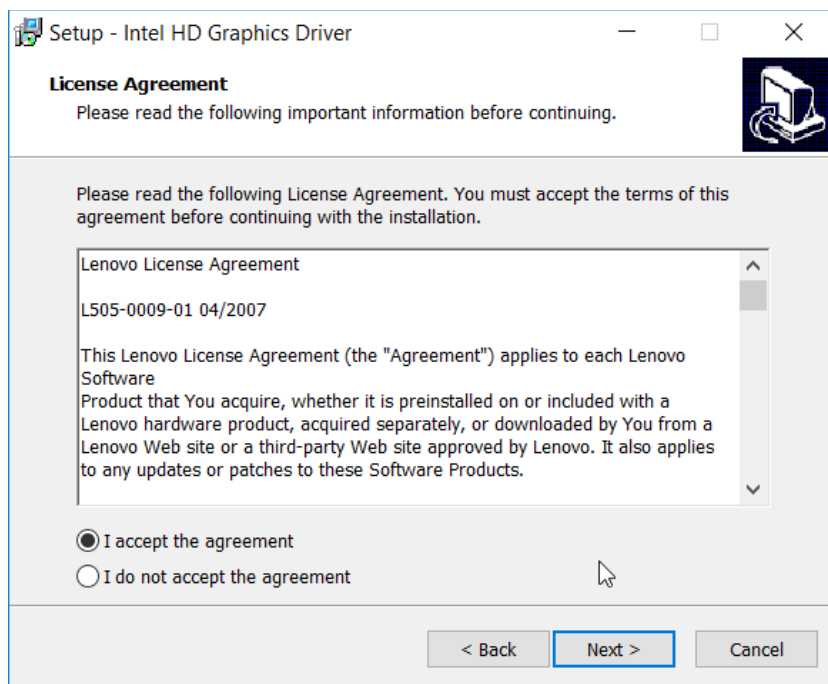 Setup - Intel HD Graphics Driver
License Agreement
Please read the following important information before continuing.
Please read the following License Agreement. You must accept the terms of this
agreement before continuing with the installation.
Lenovo License Agreement
L505-0009-01 04/2007
This Lenovo License Agreement (the "Agreement") applies to each Lenovo
Software
Product that You acquire, whether it is preinstalled on or included with a
Lenovo hardware product, acquired separately, or downloaded by You from a
Lenovo Web site or a third-party Web site approved by Lenovo. It also applies
to any updates or patches to these Software Products.
I accept the agreement
I do not accept the agreement
< Back Next > Cancel